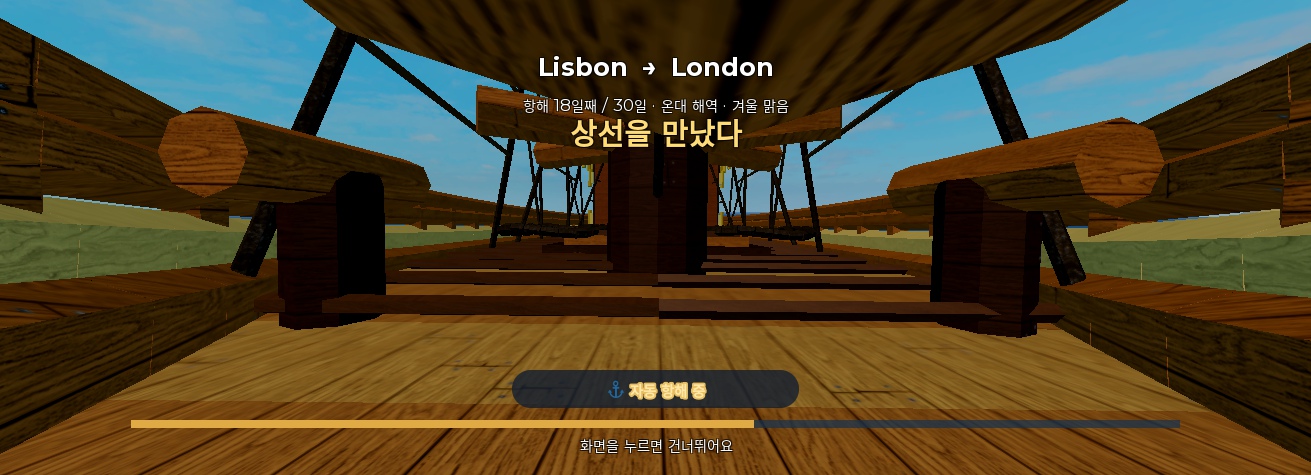 Lisbon → London
항해 18일째 / 30일 · 온대 해역 · 겨울 맑음
상선을 만났다
⚓ 자동 항해 중
화면을 누르면 건너뛰어요